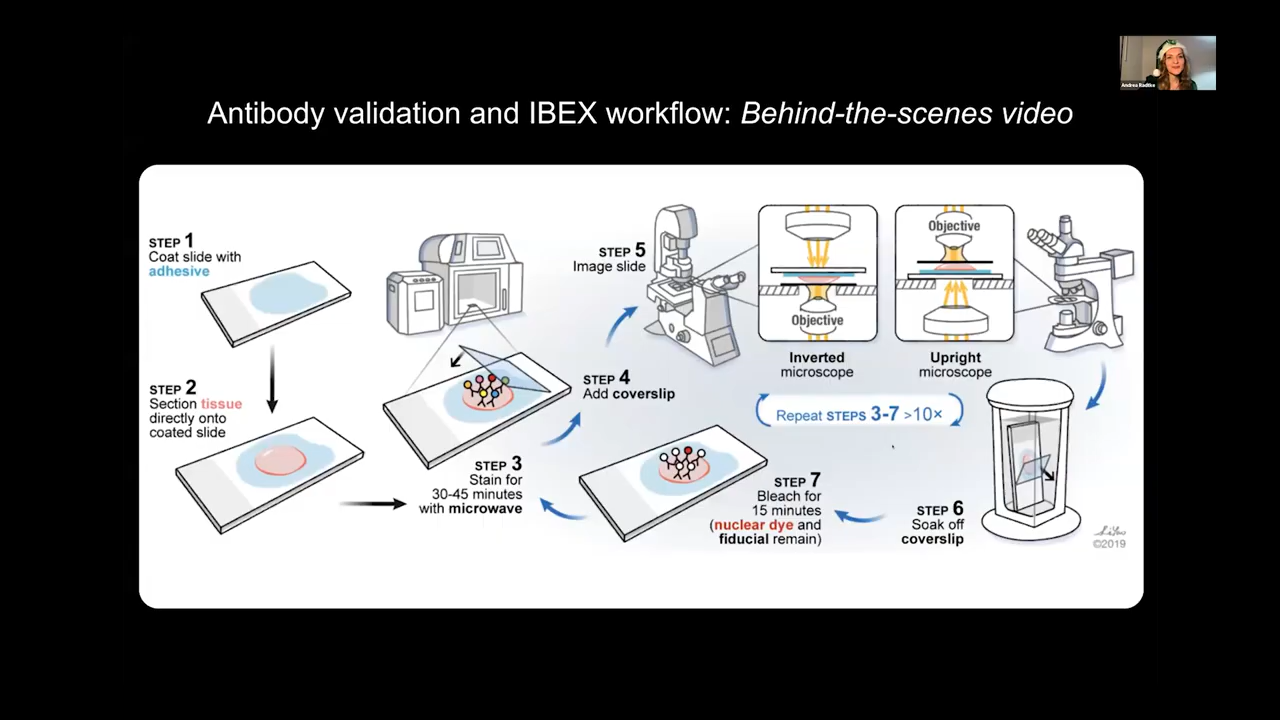 Andrea Radtke
Antibody validation and IBEX workflow: Behind-the-scenes video
STEP 1
Coat slide with
adhesive
STEP 2
Section tissue
directly onto
coated slide
STEP 3
Stain for
30-45 minutes
with microwave
STEP 4
Add coverslip
STEP 5
Image slide
Objective
Inverted
microscope
Objective
Upright
microscope
Repeat STEPS 3-7 >10×
STEP 6
Soak off
coverslip
STEP 7
Bleach for
15 minutes
(nuclear dye and
fiducial remain)
©2019